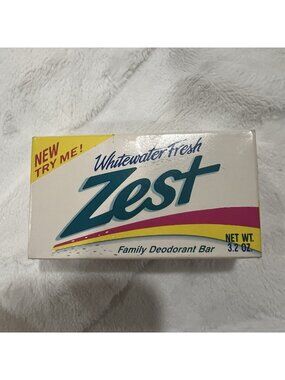 NEW
TRY ME!
Whitewater Fresh
Zest
Family Deodorant Bar
NET WT.
3.2 OZ.